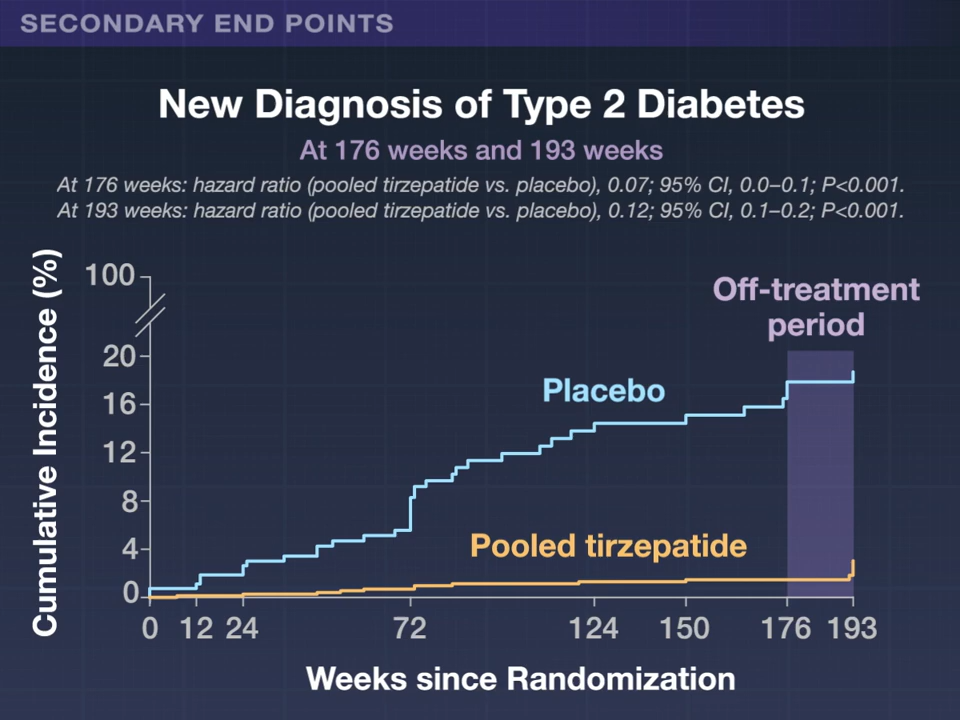 SECONDARY END POINTS
New Diagnosis of Type 2 Diabetes
At 176 weeks and 193 weeks
At 176 weeks: hazard ratio (pooled tirzepatide vs. placebo), 0.07; 95% CI, 0.0–0.1; P<0.001.
At 193 weeks: hazard ratio (pooled tirzepatide vs. placebo), 0.12; 95% CI, 0.1–0.2; P<0.001.
Cumulative Incidence (%)
100
20
16
12
8
4
0
Off-treatment
period
Placebo
Pooled tirzepatide
0 12 24 72 124 150 176 193
Weeks since Randomization